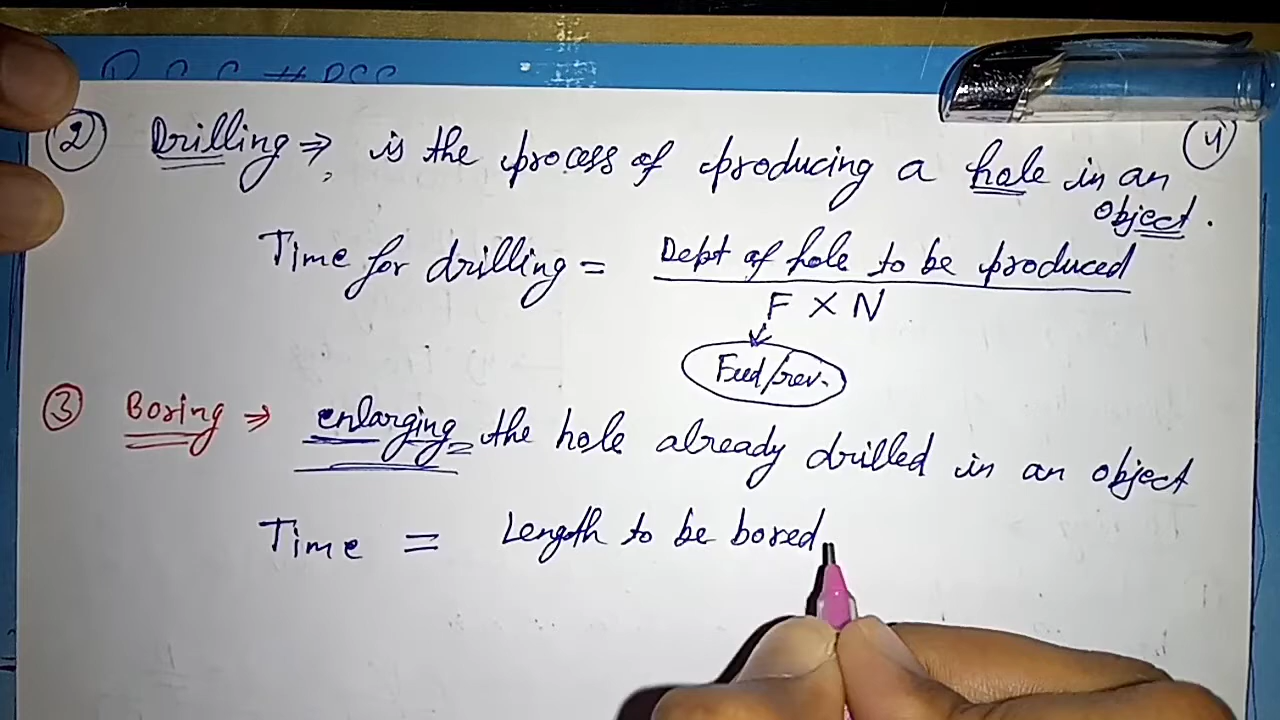 ② Drilling ⇒ is the process of producing a hole in an
object.
④
Time for drilling = Dept of hole to be produced
F × N
Feed/rev.
③ Boring ⇒ enlarging the hole already drilled in an object
Time = Length to be bored